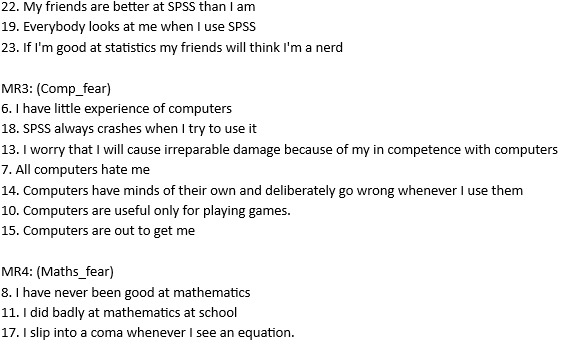 22. My friends are better at SPSS than I am
19. Everybody looks at me when I use SPSS
23. If I'm good at statistics my friends will think I'm a nerd
MR3: (Comp_fear)
6. I have little experience of computers
18. SPSS always crashes when I try to use it
13. I worry that I will cause irreparable damage because of my in competence with computers
7. All computers hate me
14. Computers have minds of their own and deliberately go wrong whenever I use them
10. Computers are useful only for playing games.
15. Computers are out to get me
MR4: (Maths_fear)
8. I have never been good at mathematics
11. I did badly at mathematics at school
17. I slip into a coma whenever I see an equation.